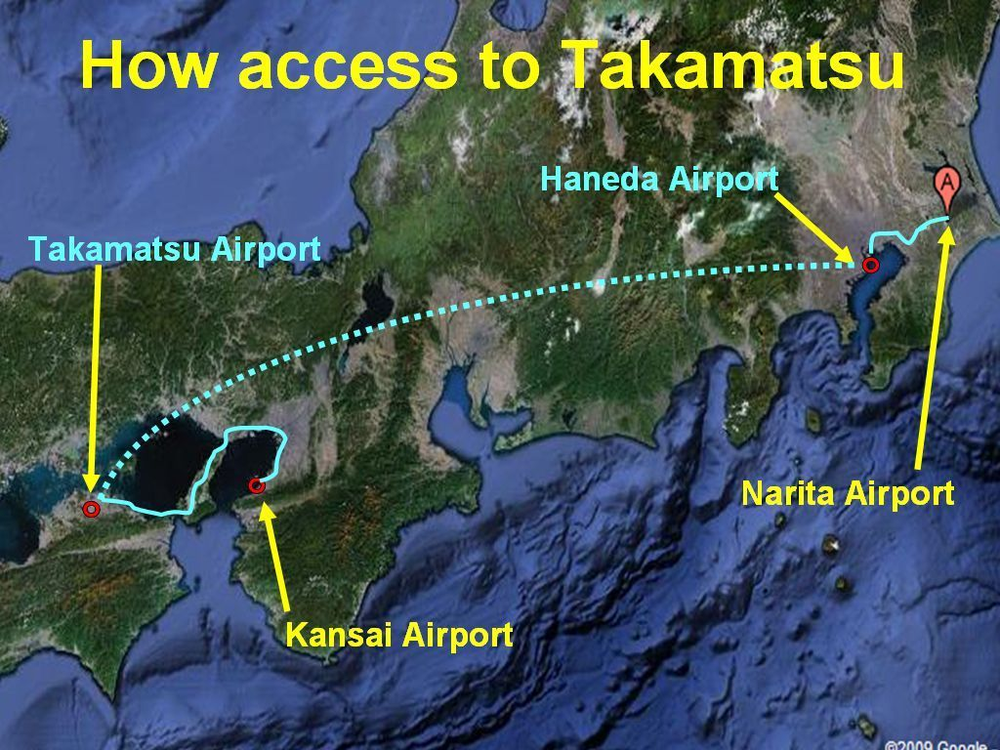 How access to Takamatsu
Haneda Airport
A
Takamatsu Airport
Narita Airport
Kansai Airport
©2009 Google